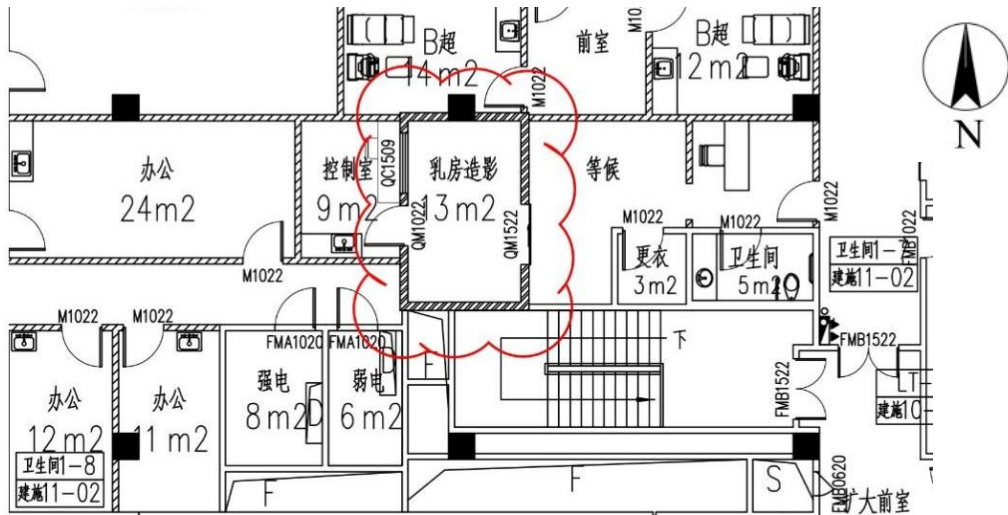 B超
14m2
前室
B超
12m2
M1022
M1022
N
办公
24m2
控制室
9m2
QC1509
乳房造影
13m2
QM1022
QM1522
等候
M1022
M1022
M1022
更衣
3m2
卫生间
5m2
卫生间1-7
建施11-02
FMB1022
M1022
M1022
M1022
FMA1020
FMA1020
强电
8m2
弱电
6m2
F
下
FMB1522
FMB1522
LT
建施10
办公
12m2
卫生间1-8
建施11-02
办公
11m2
F
F
S
FMB0620
扩大前室